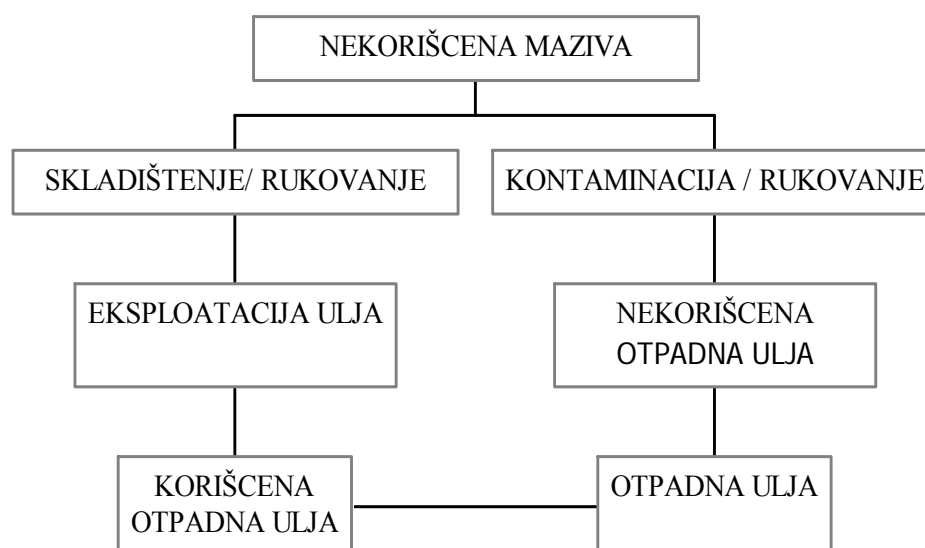 NEKORIŠCENA MAZIVA
SKLADIŠTENJE/ RUKOVANJE
KONTAMINACIJA / RUKOVANJE
EKSPLOATACIJA ULJA
NEKORIŠCENA
OTPADNA ULJA
KORIŠCENA
OTPADNA ULJA
OTPADNA ULJA